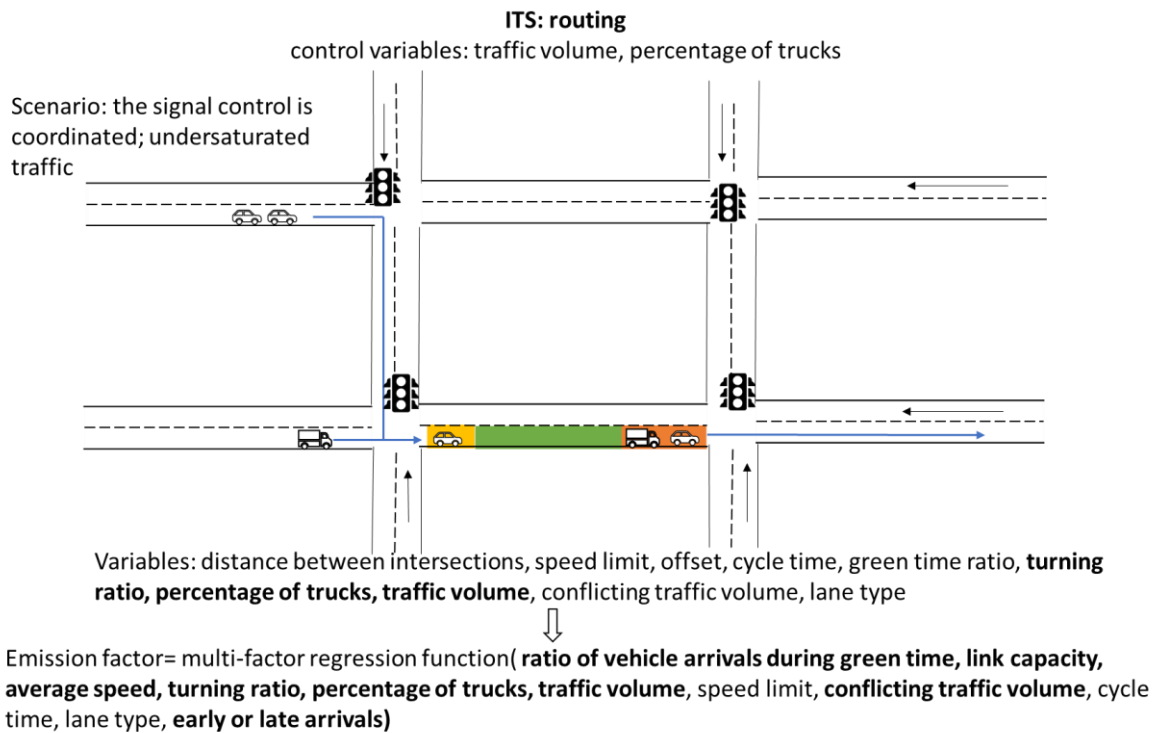 ITS: routing
control variables: traffic volume, percentage of trucks
Scenario: the signal control is
coordinated; undersaturated
traffic
Variables: distance between intersections, speed limit, offset, cycle time, green time ratio, turning
ratio, percentage of trucks, traffic volume, conflicting traffic volume, lane type
Emission factor= multi-factor regression function( ratio of vehicle arrivals during green time, link capacity,
average speed, turning ratio, percentage of trucks, traffic volume, speed limit, conflicting traffic volume, cycle
time, lane type, early or late arrivals)